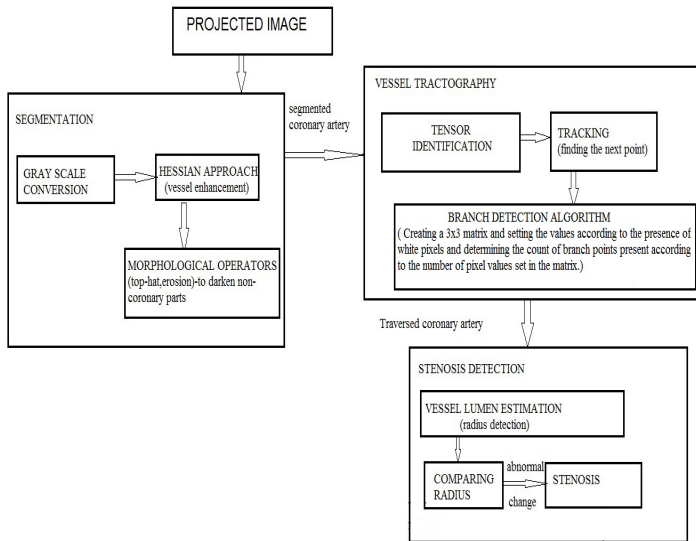 PROJECTED IMAGE
SEGMENTATION
GRAY SCALE
CONVERSION
HESSIAN APPROACH
(vessel enhancement)
MORPHOLOGICAL OPERATORS
(top-hat,erosion)-to darken non-
coronary parts
segmented
coronary artery
VESSEL TRACTOGRAPHY
TENSOR
IDENTIFICATION
TRACKING
(finding the next point)
BRANCH DETECTION ALGORITHM
( Creating a 3x3 matrix and setting the values according to the presence of
white pixels and determining the count of branch points present according
to the number of pixel values set in the matrix.)
Traversed coronary artery
STENOSIS DETECTION
VESSEL LUMEN ESTIMATION
(radius detection)
COMPARING
RADIUS
abnormal
change
STENOSIS